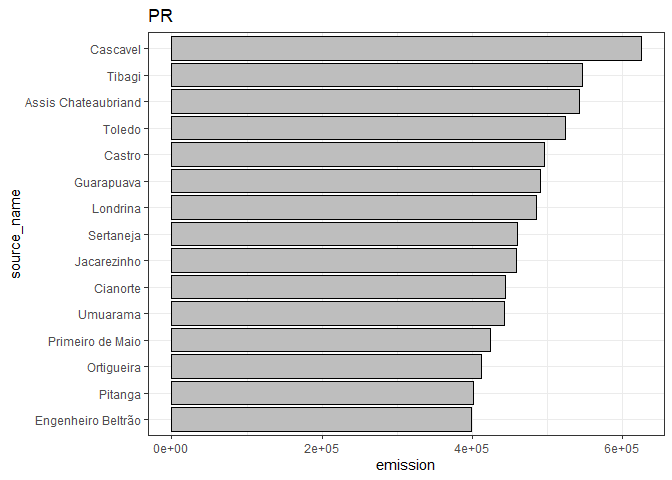 PR
Cascavel
Tibagi
Assis Chateaubriand
Toledo
Castro
Guarapuava
Londrina
Sertaneja
Jacarezinho
Cianorte
Umuarama
Primeiro de Maio
Ortigueira
Pitanga
Engenheiro Beltrão
source_name
0e+00 2e+05 4e+05 6e+05
emission